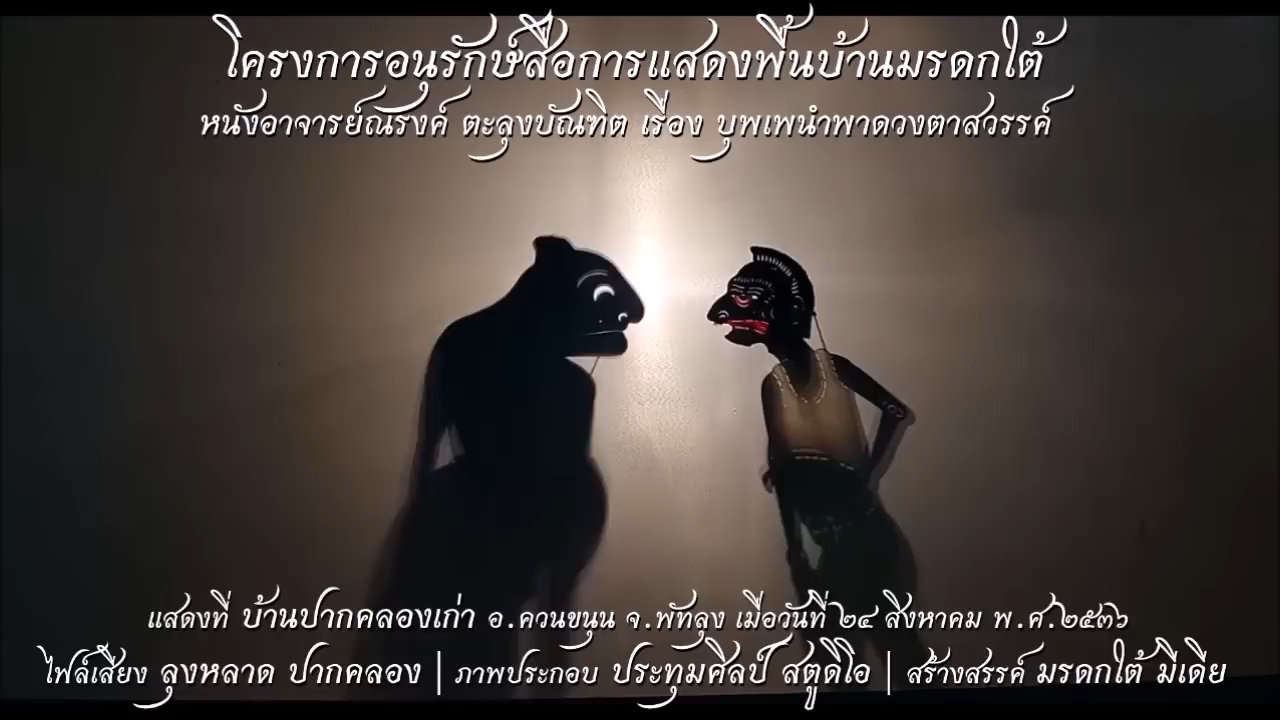 โครงการอนุรักษ์สื่อการแสดงพื้นบ้านมรดกใต้
หนังอาจารย์ณรงค์ ตะลุงบัณฑิต เรื่อง บุพเพนำพาดวงตาสวรรค์
แสดงที่ บ้านปากคลองเก่า อ.ควนขนุน จ.พัทลุง เมื่อวันที่ ๒๔ สิงหาคม พ.ศ.๒๕๓๖
ไฟล์เสียง ลุงหลาด ปากคลอง | ภาพประกอบ ประทุมศิลป์ สตูดิโอ | สร้างสรรค์ มรดกใต้ มีเดีย